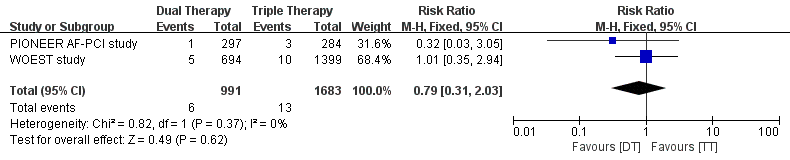 Dual Therapy Triple Therapy Risk Ratio Risk Ratio
Study or Subgroup Events Total Events Total Weight M-H, Fixed, 95% CI M-H, Fixed, 95% CI
PIONEER AF-PCI study 1 297 3 284 31.6% 0.32 [0.03, 3.05]
WOEST study 5 694 10 1399 68.4% 1.01 [0.35, 2.94]
Total (95% CI) 991 1683 100.0% 0.79 [0.31, 2.03]
Total events 6 13
Heterogeneity: Chi² = 0.82, df = 1 (P = 0.37); I² = 0%
Test for overall effect: Z = 0.49 (P = 0.62)
0.01 0.1 1 10 100
Favours [DT] Favours [TT]